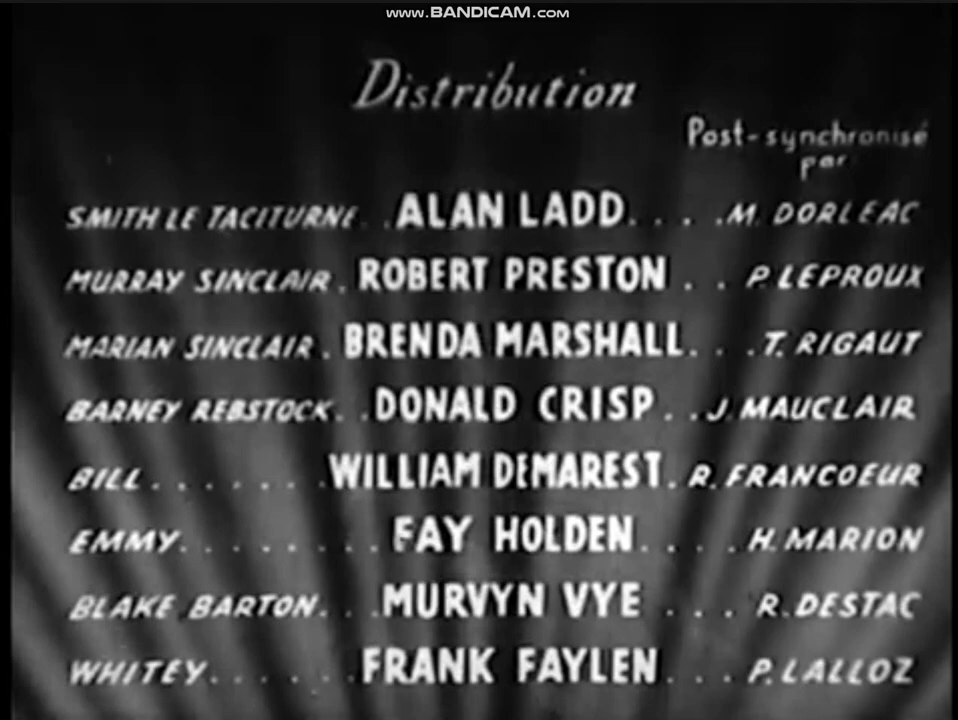 www.BANDICAM.com
Distribution
Post-synchronisé
par
SMITH LE TACITURNE. . ALAN LADD. . . . . M. DORLEAC
MURRAY SINCLAIR . ROBERT PRESTON . . P. LEPROUX
MARIAN SINCLAIR . BRENDA MARSHALL. . . T. RIGAUT
BARNEY REBSTOCK. . DONALD CRISP . . J. MAUCLAIR
BILL . . . . . . . WILLIAM DEMAREST. R. FRANCOEUR
EMMY. . . . . . . . FAY HOLDEN. . . . . H. MARION
BLAKE BARTON. . . MURVYN VYE . . . R. DESTAC
WHITEY. . . . . . . FRANK FAYLEN. . . . P. LALLOZ